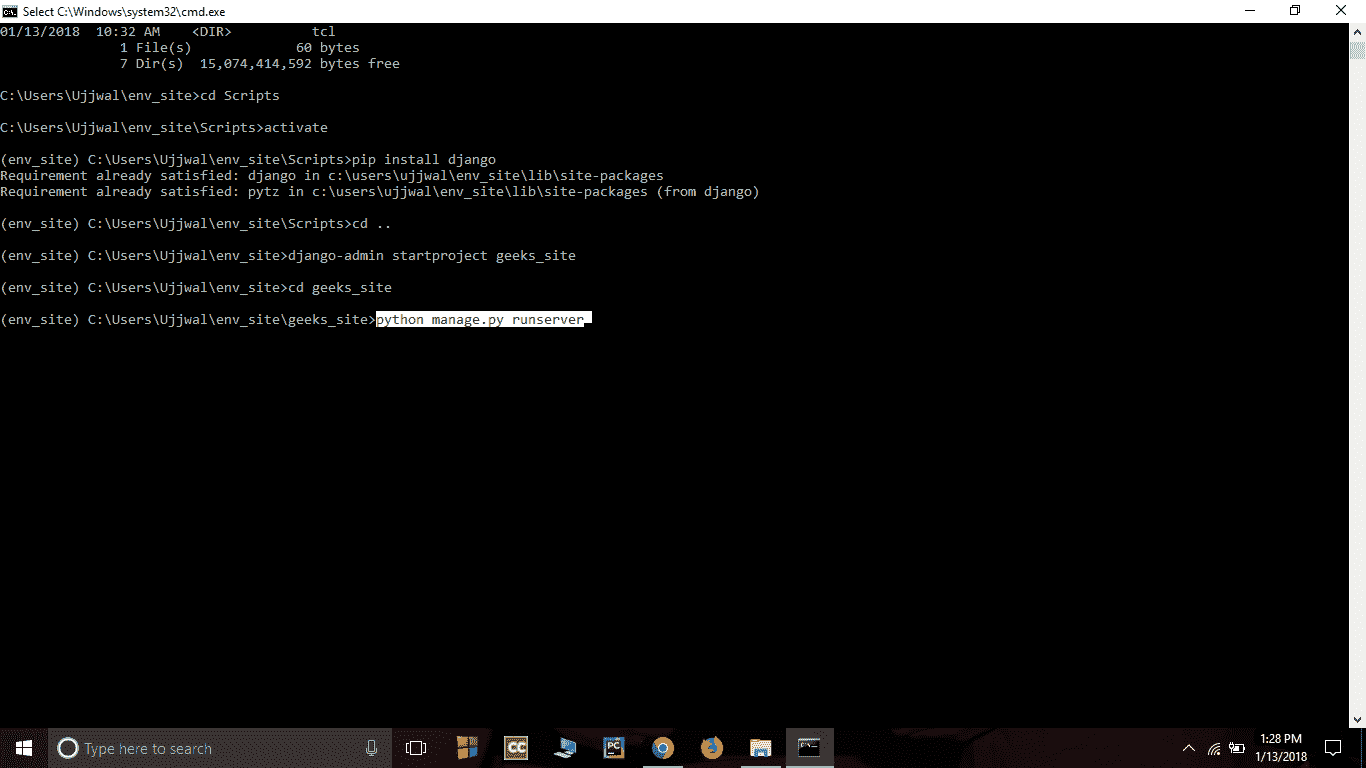 Select C:\Windows\system32\cmd.exe
01/13/2018  10:32 AM    <DIR>          tcl
               1 File(s)             60 bytes
               7 Dir(s)  15,074,414,592 bytes free
C:\Users\Ujjwal\env_site>cd Scripts
C:\Users\Ujjwal\env_site\Scripts>activate
(env_site) C:\Users\Ujjwal\env_site\Scripts>pip install django
Requirement already satisfied: django in c:\users\ujjwal\env_site\lib\site-packages
Requirement already satisfied: pytz in c:\users\ujjwal\env_site\lib\site-packages (from django)
(env_site) C:\Users\Ujjwal\env_site\Scripts>cd ..
(env_site) C:\Users\Ujjwal\env_site>django-admin startproject geeks_site
(env_site) C:\Users\Ujjwal\env_site>cd geeks_site
(env_site) C:\Users\Ujjwal\env_site\geeks_site>python manage.py runserver
Type here to search
CC
PC
1:28 PM
1/13/2018